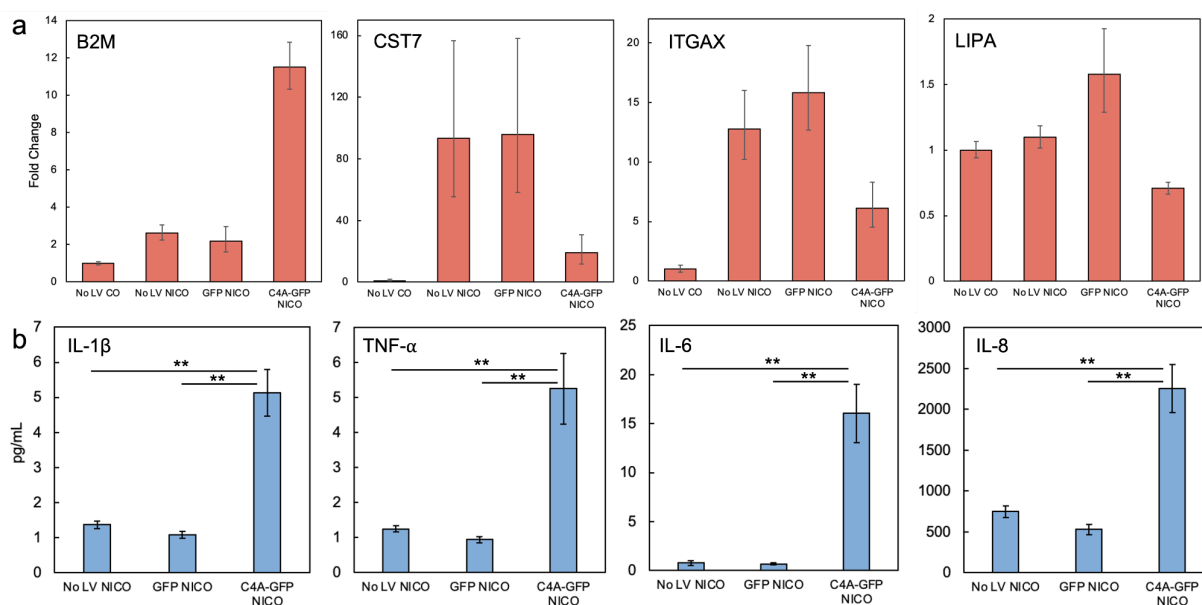 a
B2M
Fold Change
14
12
10
8
6
4
2
0
No LV CO No LV NICO GFP NICO C4A-GFP
NICO
CST7
160
120
80
40
0
No LV CO No LV NICO GFP NICO C4A-GFP
NICO
ITGAX
20
15
10
5
0
No LV CO No LV NICO GFP NICO C4A-GFP
NICO
LIPA
2
1.5
1
0.5
0
No LV CO No LV NICO GFP NICO C4A-GFP
NICO
b
IL-1β
pg/mL
7
6
5
4
3
2
1
0
**
**
No LV NICO GFP NICO C4A-GFP
NICO
TNF-α
7
6
5
4
3
2
1
0
**
**
No LV NICO GFP NICO C4A-GFP
NICO
IL-6
25
20
15
10
5
0
**
**
No LV NICO GFP NICO C4A-GFP
NICO
IL-8
3000
2500
2000
1500
1000
500
0
**
**
No LV NICO GFP NICO C4A-GFP
NICO